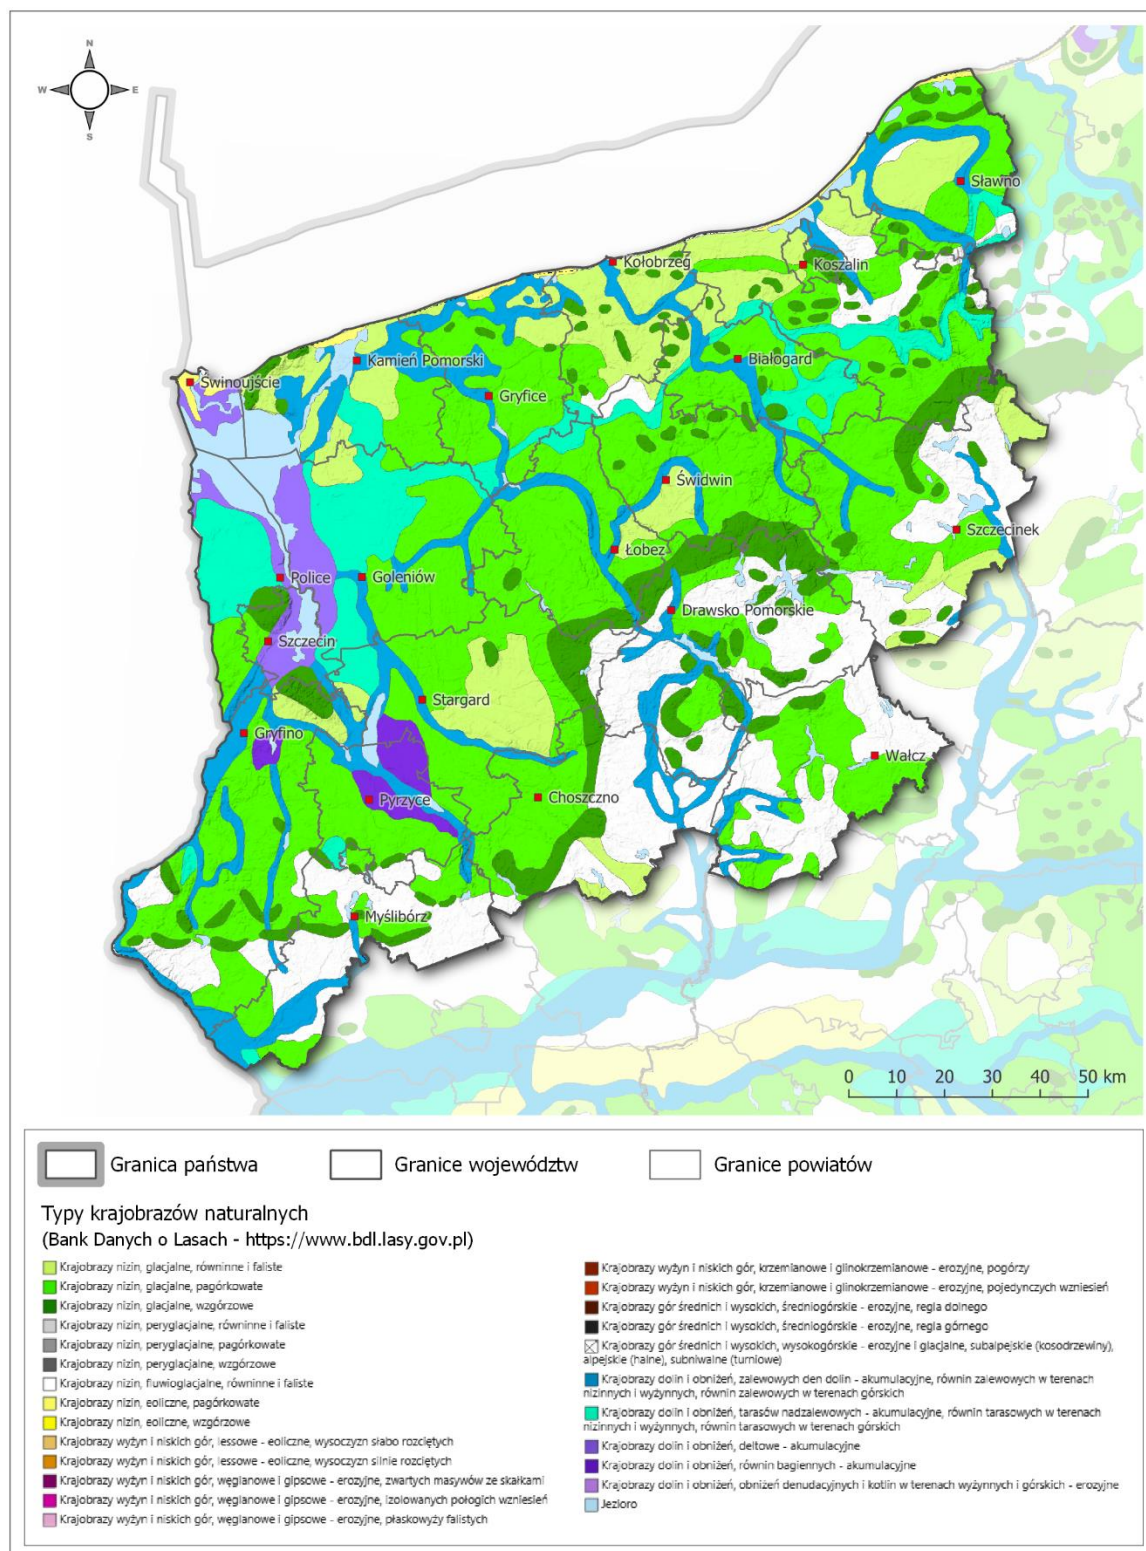 N
W
E
S
Sławno
Kołobrzeg
Koszalin
Kamień Pomorski
Białogard
Świnoujście
Gryfice
Świdwin
Szczecinek
Łobez
Police
Goleniów
Drawsko Pomorskie
Szczecin
Stargard
Gryfino
Wałcz
Pyrzyce
Choszczno
Myślibórz
0 10 20 30 40 50 km
Granica państwa
Granice województw
Granice powiatów
Typy krajobrazów naturalnych
(Bank Danych o Lasach - https://www.bdl.lasy.gov.pl)
Krajobrazy nizin, glacjalne, równinne i faliste
Krajobrazy nizin, glacjalne, pagórkowate
Krajobrazy nizin, glacjalne, wzgórzowe
Krajobrazy nizin, peryglacjalne, równinne i faliste
Krajobrazy nizin, peryglacjalne, pagórkowate
Krajobrazy nizin, peryglacjalne, wzgórzowe
Krajobrazy nizin, fluwioglacjalne, równinne i faliste
Krajobrazy nizin, eoliczne, pagórkowate
Krajobrazy nizin, eoliczne, wzgórzowe
Krajobrazy wyżyn i niskich gór, lessowe - eoliczne, wysoczyzn słabo rozciętych
Krajobrazy wyżyn i niskich gór, lessowe - eoliczne, wysoczyzn silnie rozciętych
Krajobrazy wyżyn i niskich gór, węglanowe i gipsowe - erozyjne, zwartych masywów ze skałkami
Krajobrazy wyżyn i niskich gór, węglanowe i gipsowe - erozyjne, izolowanych połogich wzniesień
Krajobrazy wyżyn i niskich gór, węglanowe i gipsowe - erozyjne, płaskowyży falistych
Krajobrazy wyżyn i niskich gór, krzemianowe i glinokrzemianowe - erozyjne, pogórzy
Krajobrazy wyżyn i niskich gór, krzemianowe i glinokrzemianowe - erozyjne, pojedynczych wzniesień
Krajobrazy gór średnich i wysokich, średniogórskie - erozyjne, regla dolnego
Krajobrazy gór średnich i wysokich, średniogórskie - erozyjne, regla górnego
Krajobrazy gór średnich i wysokich, wysokogórskie - erozyjne i glacjalne, subalpejskie (kosodrzewiny),
alpejskie (halne), subniwalne (turniowe)
Krajobrazy dolin i obniżeń, zalewowych den dolin - akumulacyjne, równin zalewowych w terenach
nizinnych i wyżynnych, równin zalewowych w terenach górskich
Krajobrazy dolin i obniżeń, tarasów nadzalewowych - akumulacyjne, równin tarasowych w terenach
nizinnych i wyżynnych, równin tarasowych w terenach górskich
Krajobrazy dolin i obniżeń, deltowe - akumulacyjne
Krajobrazy dolin i obniżeń, równin bagiennych - akumulacyjne
Krajobrazy dolin i obniżeń, obniżeń denudacyjnych i kotlin w terenach wyżynnych i górskich - erozyjne
Jezioro